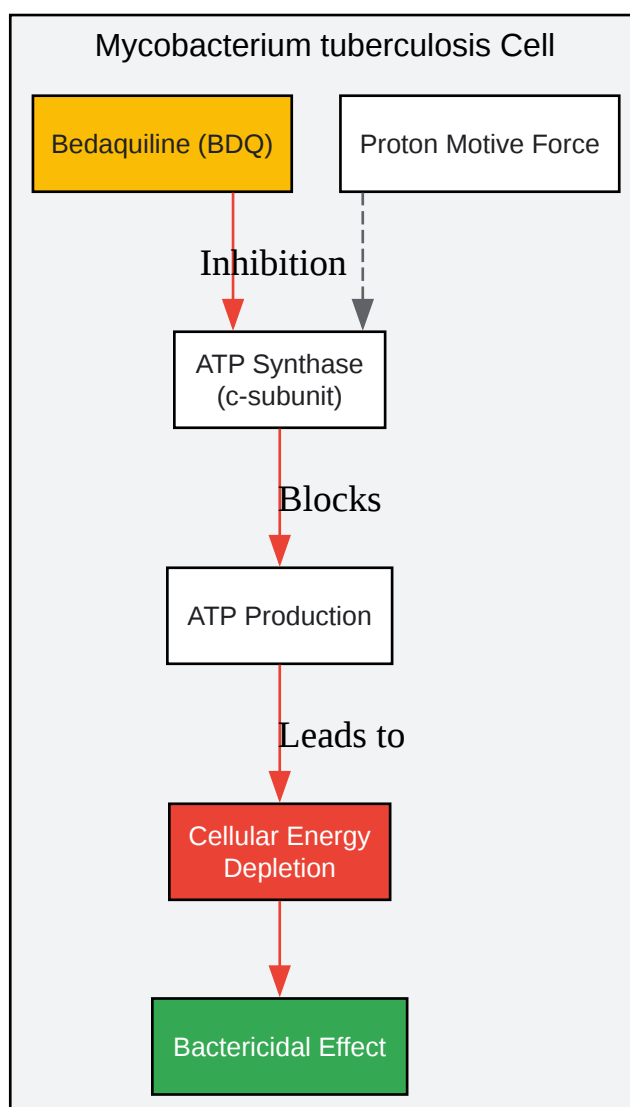 Mycobacterium tuberculosis Cell
Bedaquiline (BDQ)
Proton Motive Force
Inhibition
ATP Synthase
(c-subunit)
Blocks
ATP Production
Leads to
Cellular Energy
Depletion
Bactericidal Effect